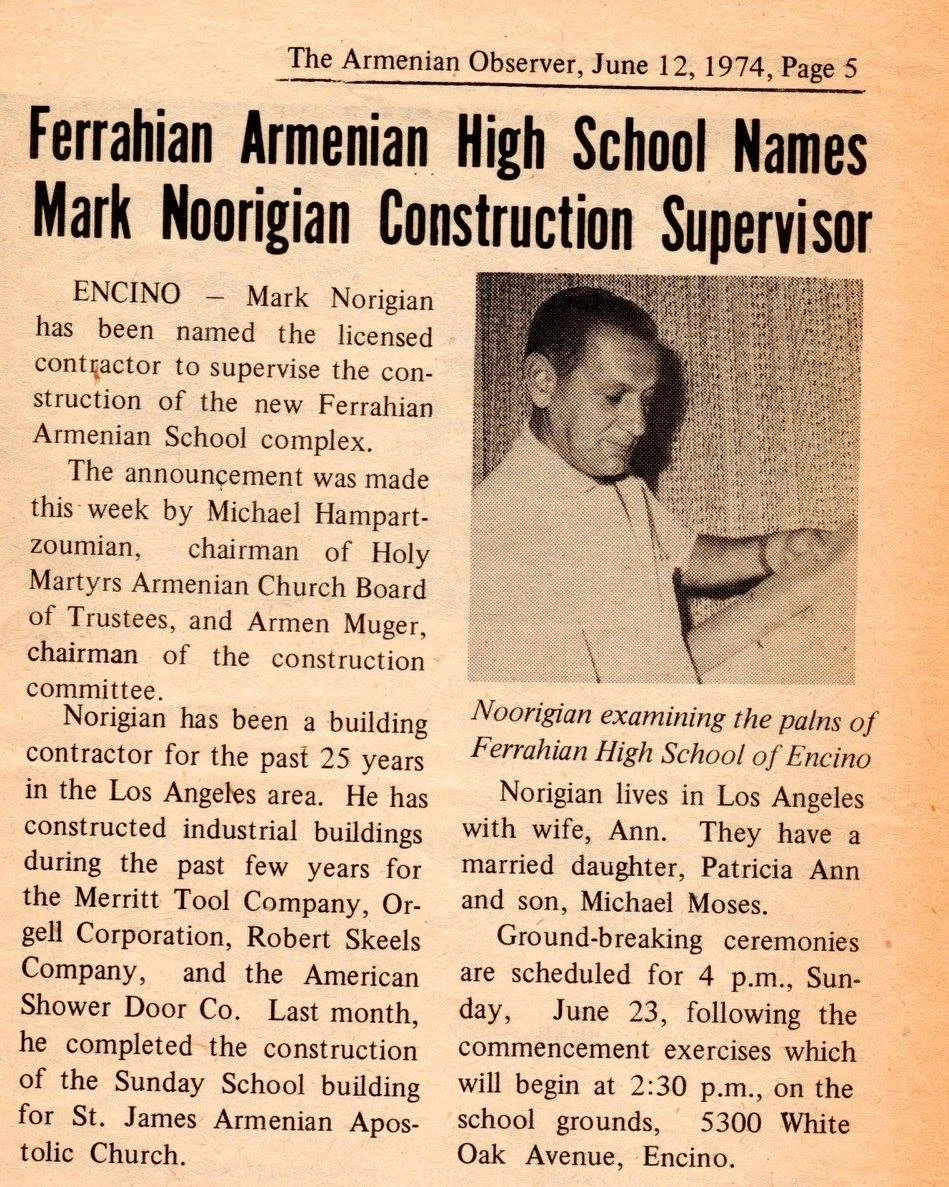 The Armenian Observer, June 12, 1974, Page 5
Ferrahian Armenian High School Names
Mark Noorigian Construction Supervisor
ENCINO — Mark Norigian
has been named the licensed
contractor to supervise the con-
struction of the new Ferrahian
Armenian School complex.
The announcement was made
this week by Michael Hampart-
zoumian, chairman of Holy
Martyrs Armenian Church Board
of Trustees, and Armen Muger,
chairman of the construction
committee.
Norigian has been a building
contractor for the past 25 years
in the Los Angeles area. He has
constructed industrial buildings
during the past few years for
the Merritt Tool Company, Or-
gell Corporation, Robert Skeels
Company, and the American
Shower Door Co. Last month,
he completed the construction
of the Sunday School building
for St. James Armenian Apos-
tolic Church.
Noorigian examining the palns of
Ferrahian High School of Encino
Norigian lives in Los Angeles
with wife, Ann. They have a
married daughter, Patricia Ann
and son, Michael Moses.
Ground-breaking ceremonies
are scheduled for 4 p.m., Sun-
day, June 23, following the
commencement exercises which
will begin at 2:30 p.m., on the
school grounds, 5300 White
Oak Avenue, Encino.